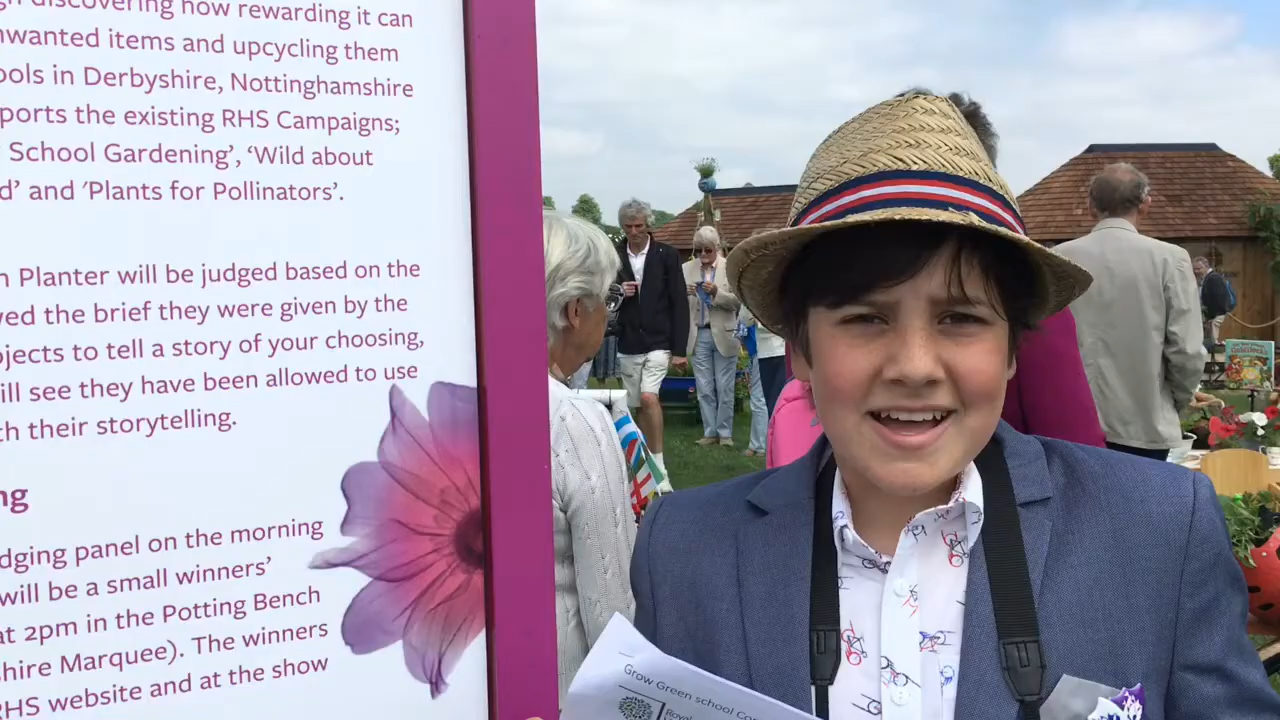 discovering how rewarding it can
nwanted items and upcycling them
ools in Derbyshire, Nottinghamshire
ports the existing RHS Campaigns;
School Gardening’, ‘Wild about
d’ and ’Plants for Pollinators’.
n Planter will be judged based on the
wed the brief they were given by the
bjects to tell a story of your choosing,
ill see they have been allowed to use
th their storytelling.
ng
dging panel on the morning
will be a small winners’
at 2pm in the Potting Bench
shire Marquee). The winners
RHS website and at the show
Grow Green school Co
Royal